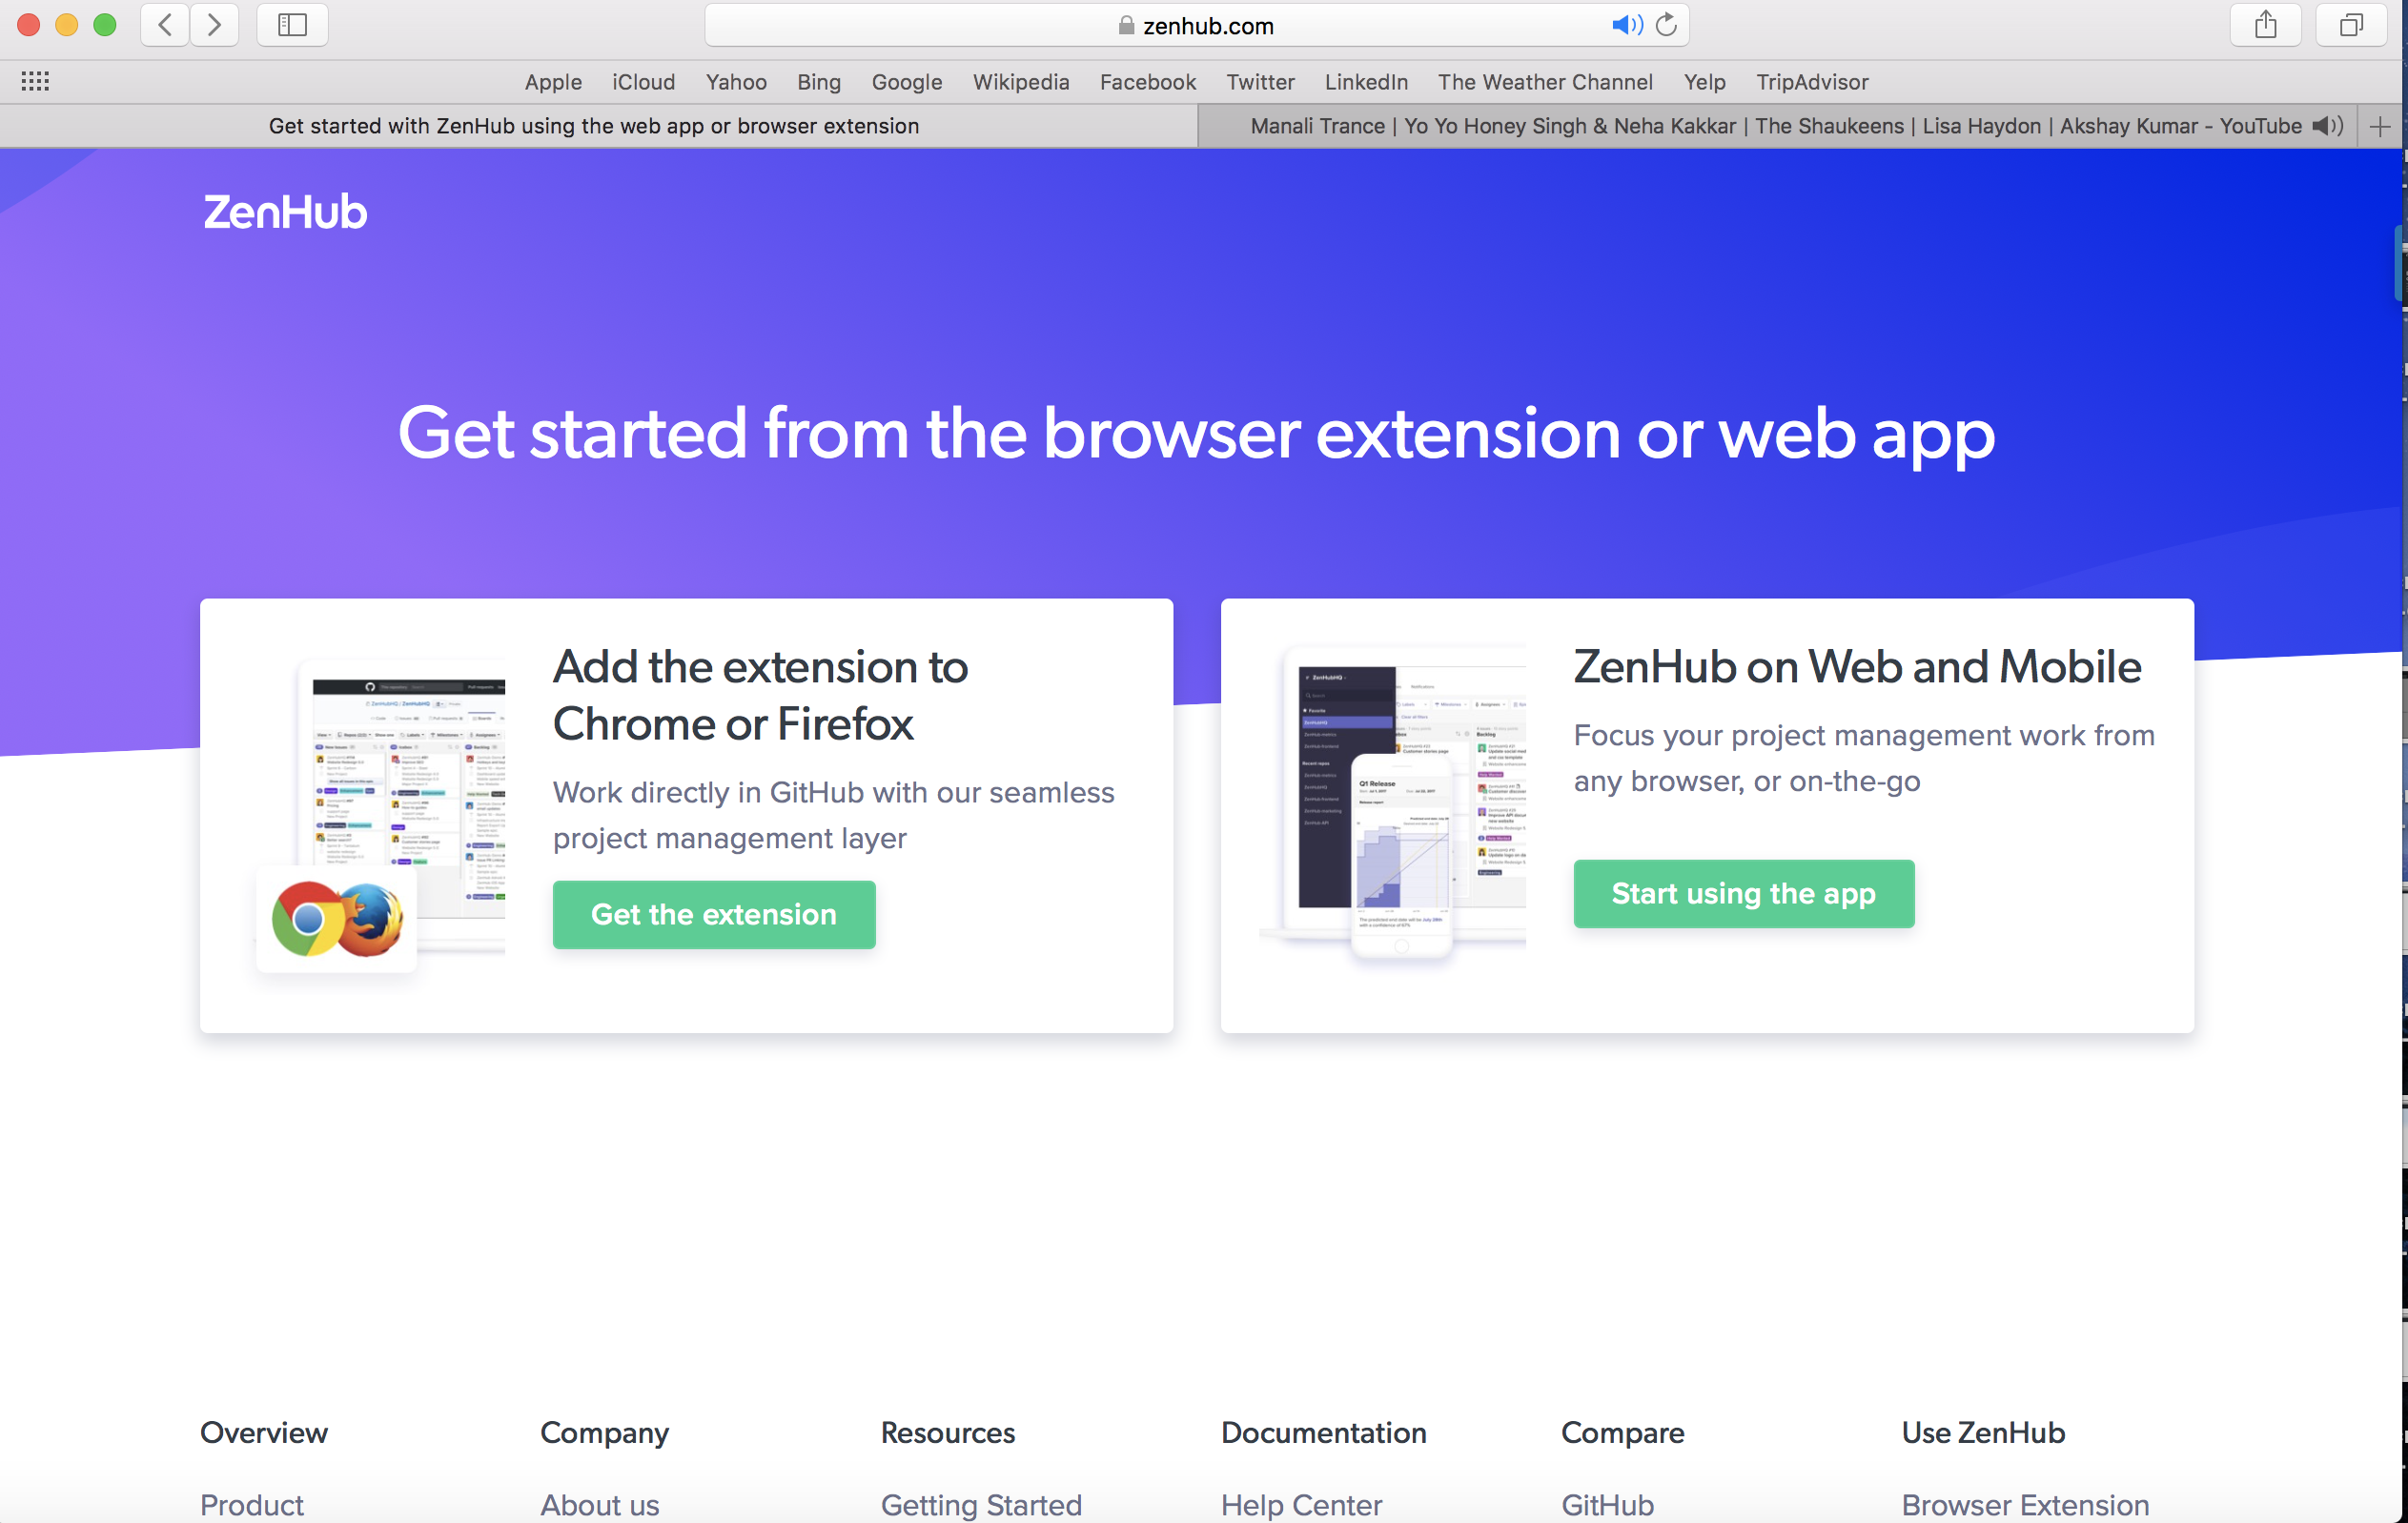 zenhub.com
Apple iCloud Yahoo Bing Google Wikipedia Facebook Twitter LinkedIn The Weather Channel Yelp TripAdvisor
Get started with ZenHub using the web app or browser extension
Manali Trance | Yo Yo Honey Singh & Neha Kakkar | The Shaukeens | Lisa Haydon | Akshay Kumar - YouTube
ZenHub
Get started from the browser extension or web app
Add the extension to
Chrome or Firefox
Work directly in GitHub with our seamless
project management layer
Get the extension
ZenHub on Web and Mobile
Focus your project management work from
any browser, or on-the-go
Start using the app
Q1 Release
Release report
Backlog
Overview
Product
Company
About us
Resources
Getting Started
Documentation
Help Center
Compare
GitHub
Use ZenHub
Browser Extension